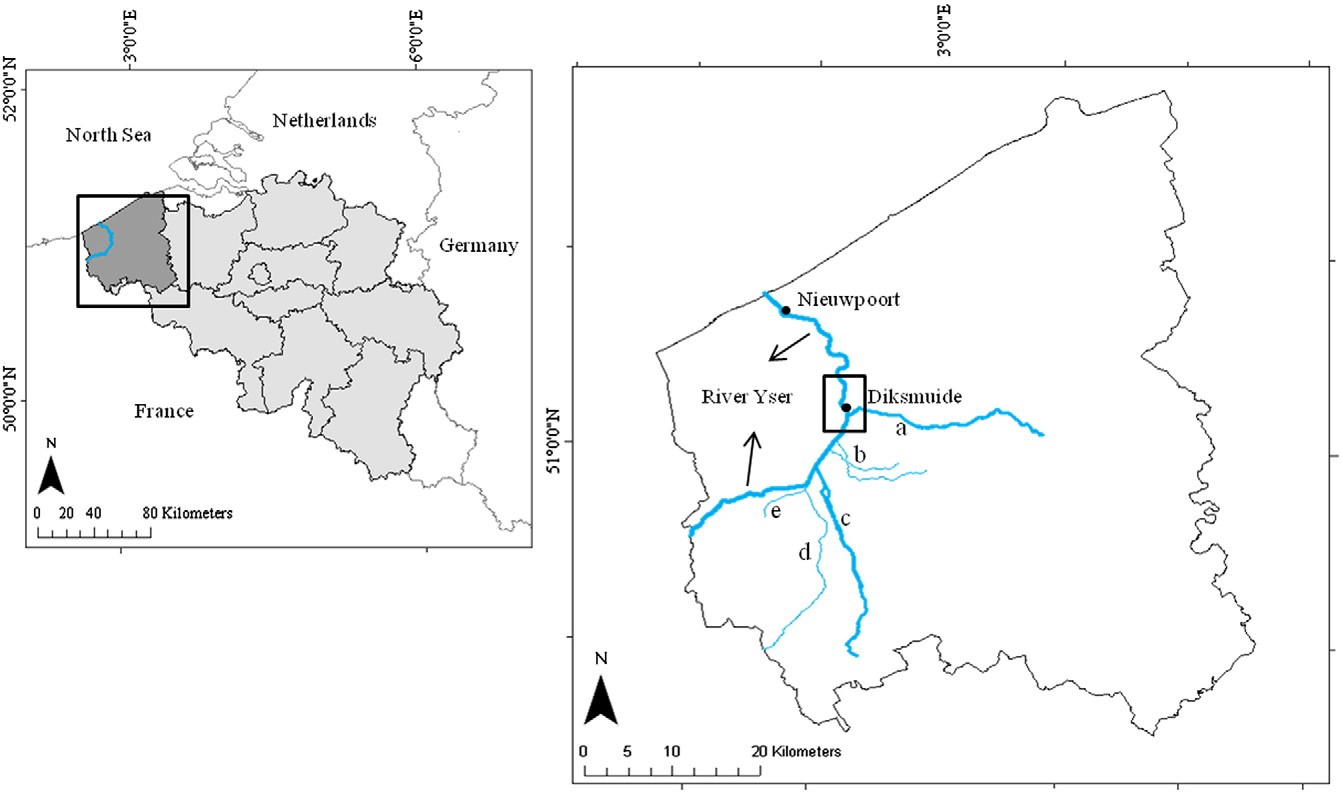 3°0'0"E
6°0'0"E
52°0'0"N
50°0'0"N
North Sea
Netherlands
Germany
France
N
0 20 40 80 Kilometers
3°0'0"E
51°0'0"N
Nieuwpoort
River Yser
Diksmuide
a
b
e
c
d
N
0 5 10 20 Kilometers